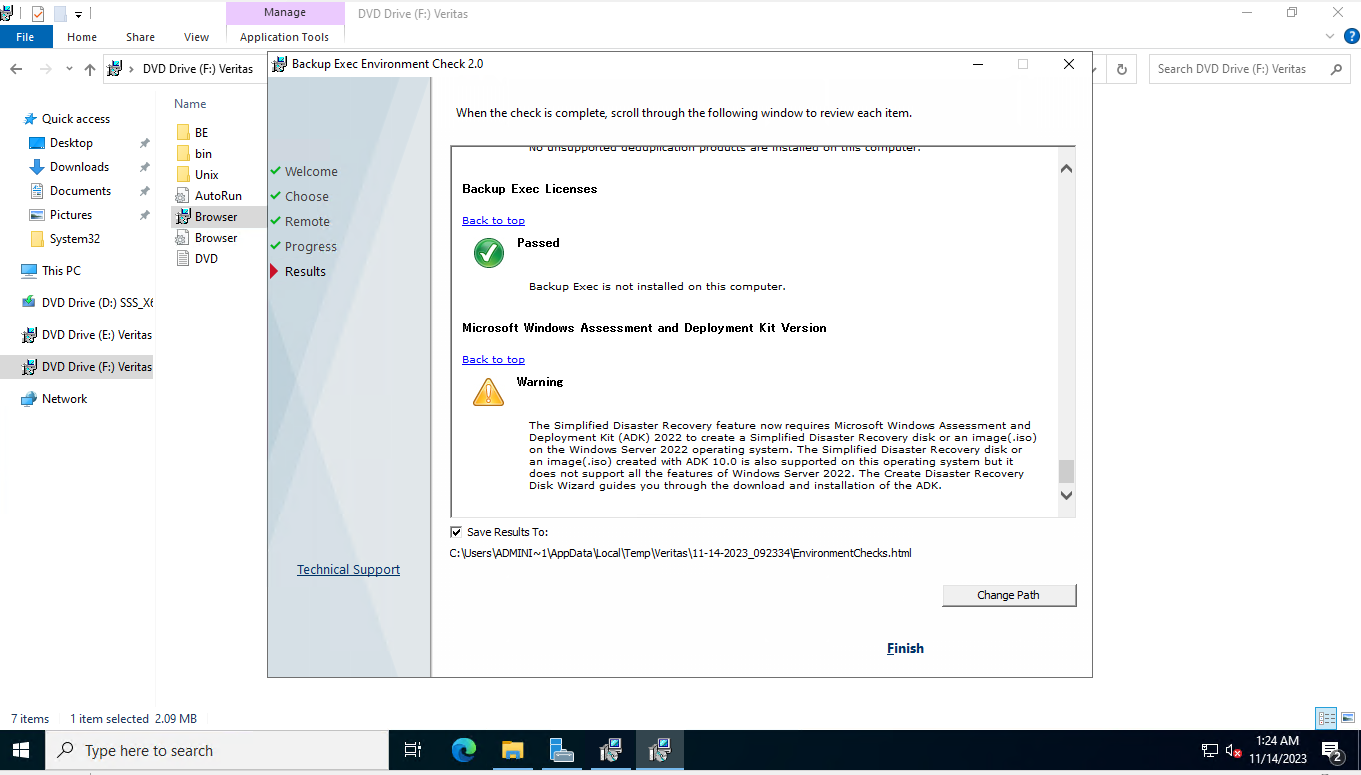 Manage
DVD Drive (F:) Veritas
File
Home
Share
View
Application Tools
DVD Drive (F:) Veritas
Search DVD Drive (F:) Veritas
Backup Exec Environment Check 2.0
Quick access
Desktop
Downloads
Documents
Pictures
System32
This PC
DVD Drive (D:) SSS_X6
DVD Drive (E:) Veritas
DVD Drive (F:) Veritas
Network
Name
BE
bin
Unix
AutoRun
Browser
Browser
DVD
Welcome
Choose
Remote
Progress
Results
Technical Support
When the check is complete, scroll through the following window to review each item.
No unsupported deduplication products are installed on this computer.
Backup Exec Licenses
Back to top
Passed
Backup Exec is not installed on this computer.
Microsoft Windows Assessment and Deployment Kit Version
Back to top
Warning
The Simplified Disaster Recovery feature now requires Microsoft Windows Assessment and
Deployment Kit (ADK) 2022 to create a Simplified Disaster Recovery disk or an image(.iso)
on the Windows Server 2022 operating system. The Simplified Disaster Recovery disk or
an image(.iso) created with ADK 10.0 is also supported on this operating system but it
does not support all the features of Windows Server 2022. The Create Disaster Recovery
Disk Wizard guides you through the download and installation of the ADK.
Save Results To:
C:\Users\ADMINI~1\AppData\Local\Temp\Veritas\11-14-2023_092334\EnvironmentChecks.html
Change Path
Finish
7 items
1 item selected 2.09 MB
Type here to search
1:24 AM
11/14/2023
2